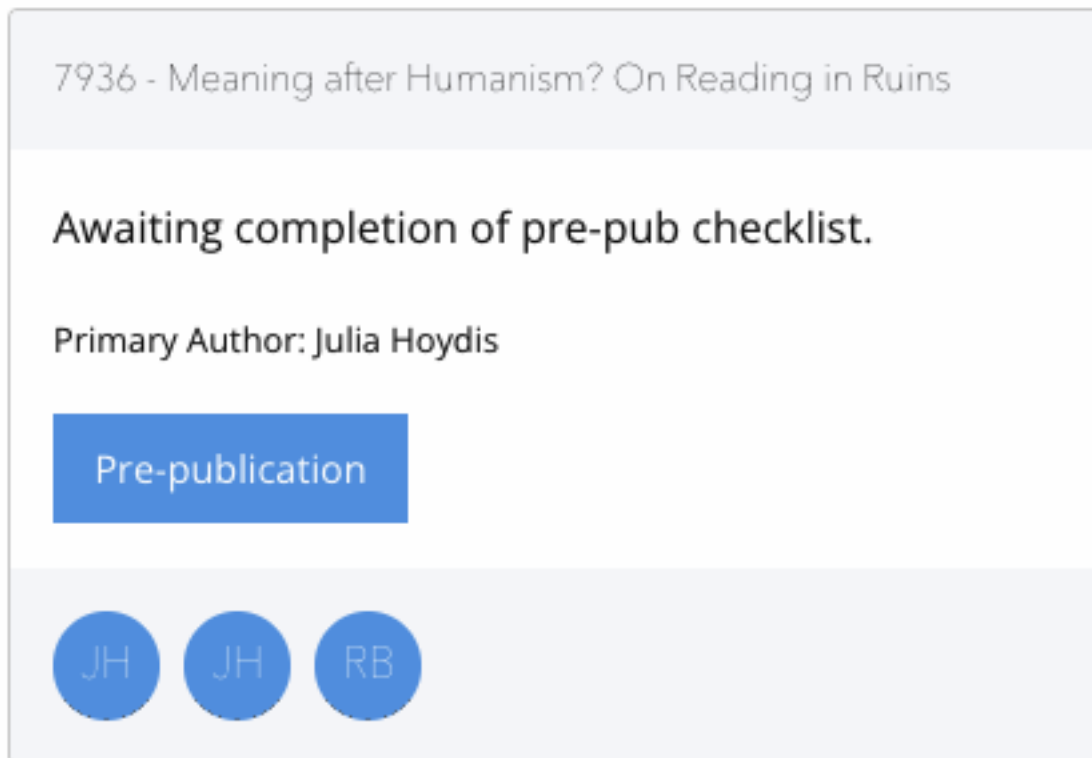 7936 - Meaning after Humanism? On Reading in Ruins
Awaiting completion of pre-pub checklist.
Primary Author: Julia Hoydis
Pre-publication
JH JH RB